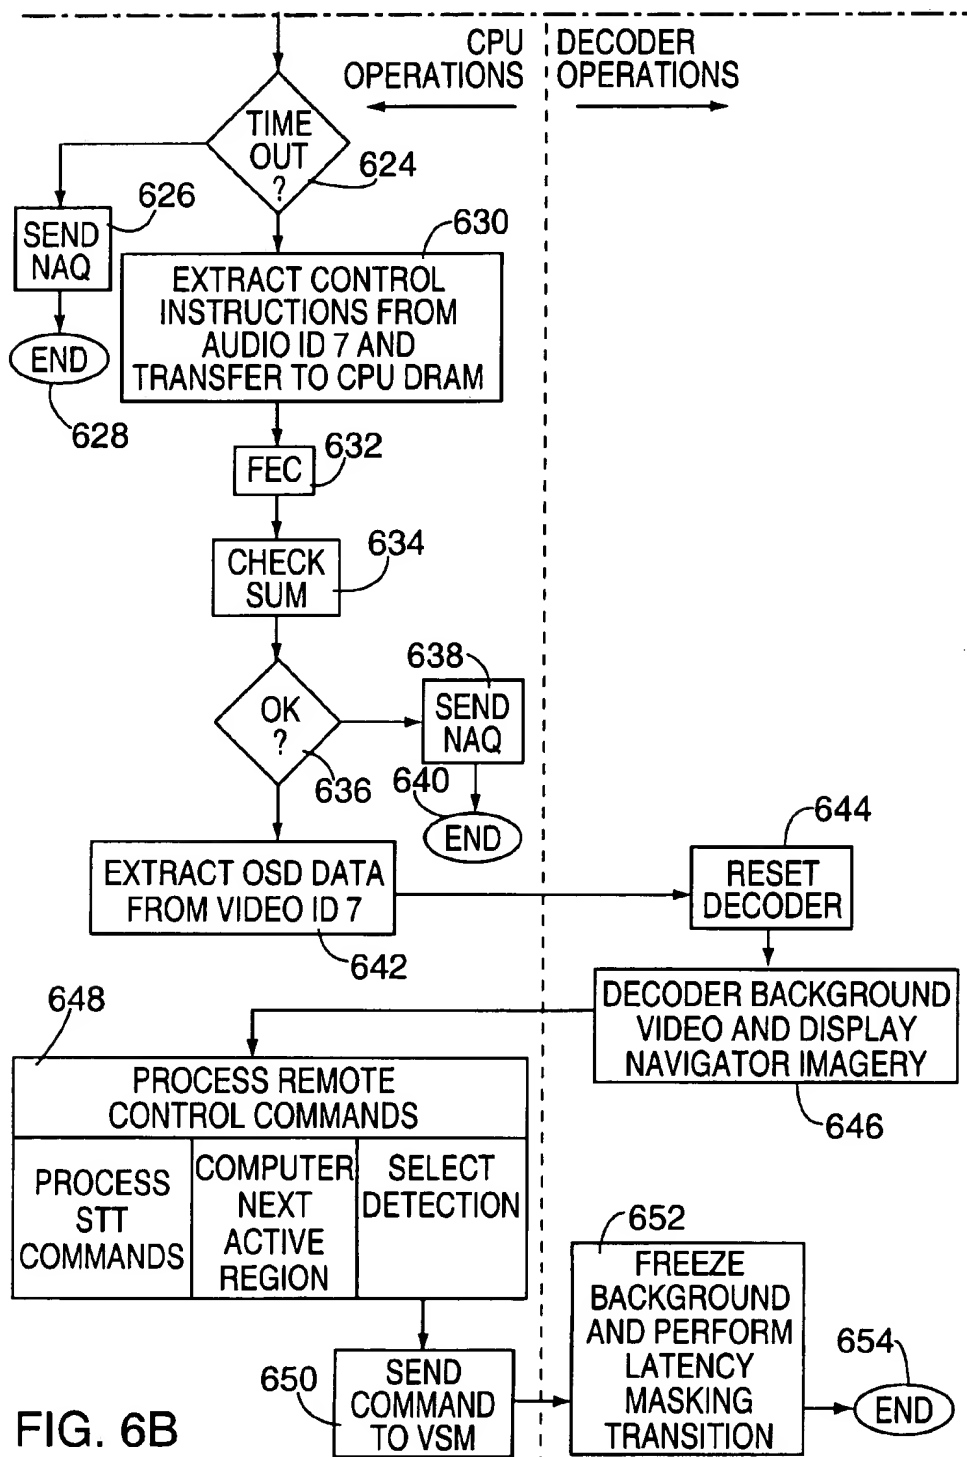 CPU
OPERATIONS
DECODER
OPERATIONS
TIME
OUT
?
624
626
SEND
NAQ
END
628
630
EXTRACT CONTROL
INSTRUCTIONS FROM
AUDIO ID 7 AND
TRANSFER TO CPU DRAM
632
FEC
634
CHECK
SUM
OK
?
636
638
SEND
NAQ
640
END
EXTRACT OSD DATA
FROM VIDEO ID 7
642
644
RESET
DECODER
DECODER BACKGROUND
VIDEO AND DISPLAY
NAVIGATOR IMAGERY
646
648
PROCESS REMOTE
CONTROL COMMANDS
PROCESS
STT
COMMANDS
COMPUTER
NEXT
ACTIVE
REGION
SELECT
DETECTION
650
SEND
COMMAND
TO VSM
652
FREEZE
BACKGROUND
AND PERFORM
LATENCY
MASKING
TRANSITION
654
END
FIG. 6B